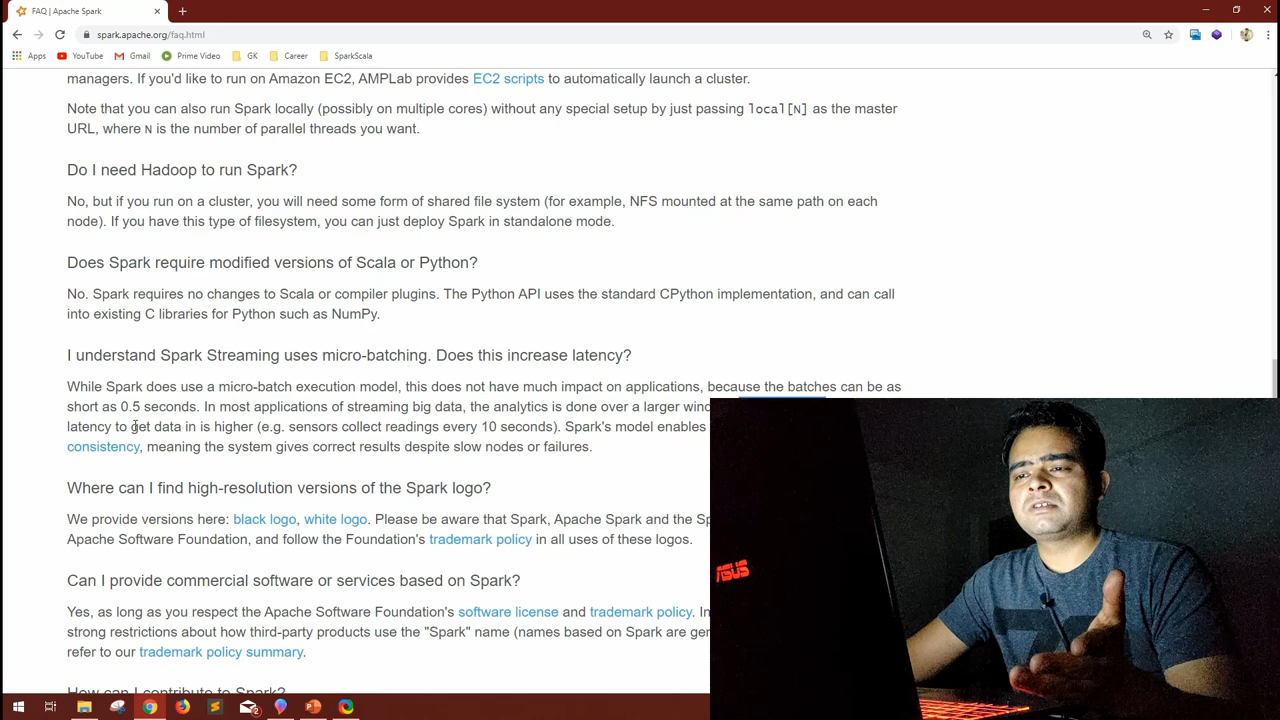 FAQ | Apache Spark
spark.apache.org/faq.html
Apps YouTube Gmail Prime Video GK Career SparkScala
managers. If you'd like to run on Amazon EC2, AMPLab provides EC2 scripts to automatically launch a cluster.
Note that you can also run Spark locally (possibly on multiple cores) without any special setup by just passing local[N] as the master
URL, where N is the number of parallel threads you want.
Do I need Hadoop to run Spark?
No, but if you run on a cluster, you will need some form of shared file system (for example, NFS mounted at the same path on each
node). If you have this type of filesystem, you can just deploy Spark in standalone mode.
Does Spark require modified versions of Scala or Python?
No. Spark requires no changes to Scala or compiler plugins. The Python API uses the standard CPython implementation, and can call
into existing C libraries for Python such as NumPy.
I understand Spark Streaming uses micro-batching. Does this increase latency?
While Spark does use a micro-batch execution model, this does not have much impact on applications, because the batches can be as
short as 0.5 seconds. In most applications of streaming big data, the analytics is done over a larger
latency to get data in is higher (e.g. sensors collect readings every 10 seconds). Spark's model enables
consistency, meaning the system gives correct results despite slow nodes or failures.
Where can I find high-resolution versions of the Spark logo?
We provide versions here: black logo, white logo. Please be aware that Spark, Apache Spark and the
Apache Software Foundation, and follow the Foundation's trademark policy in all uses of these logos.
Can I provide commercial software or services based on Spark?
Yes, as long as you respect the Apache Software Foundation's software license and trademark policy. In
strong restrictions about how third-party products use the "Spark" name (names based on Spark are
refer to our trademark policy summary.
How can I contribute to Spark?
ASUS
2